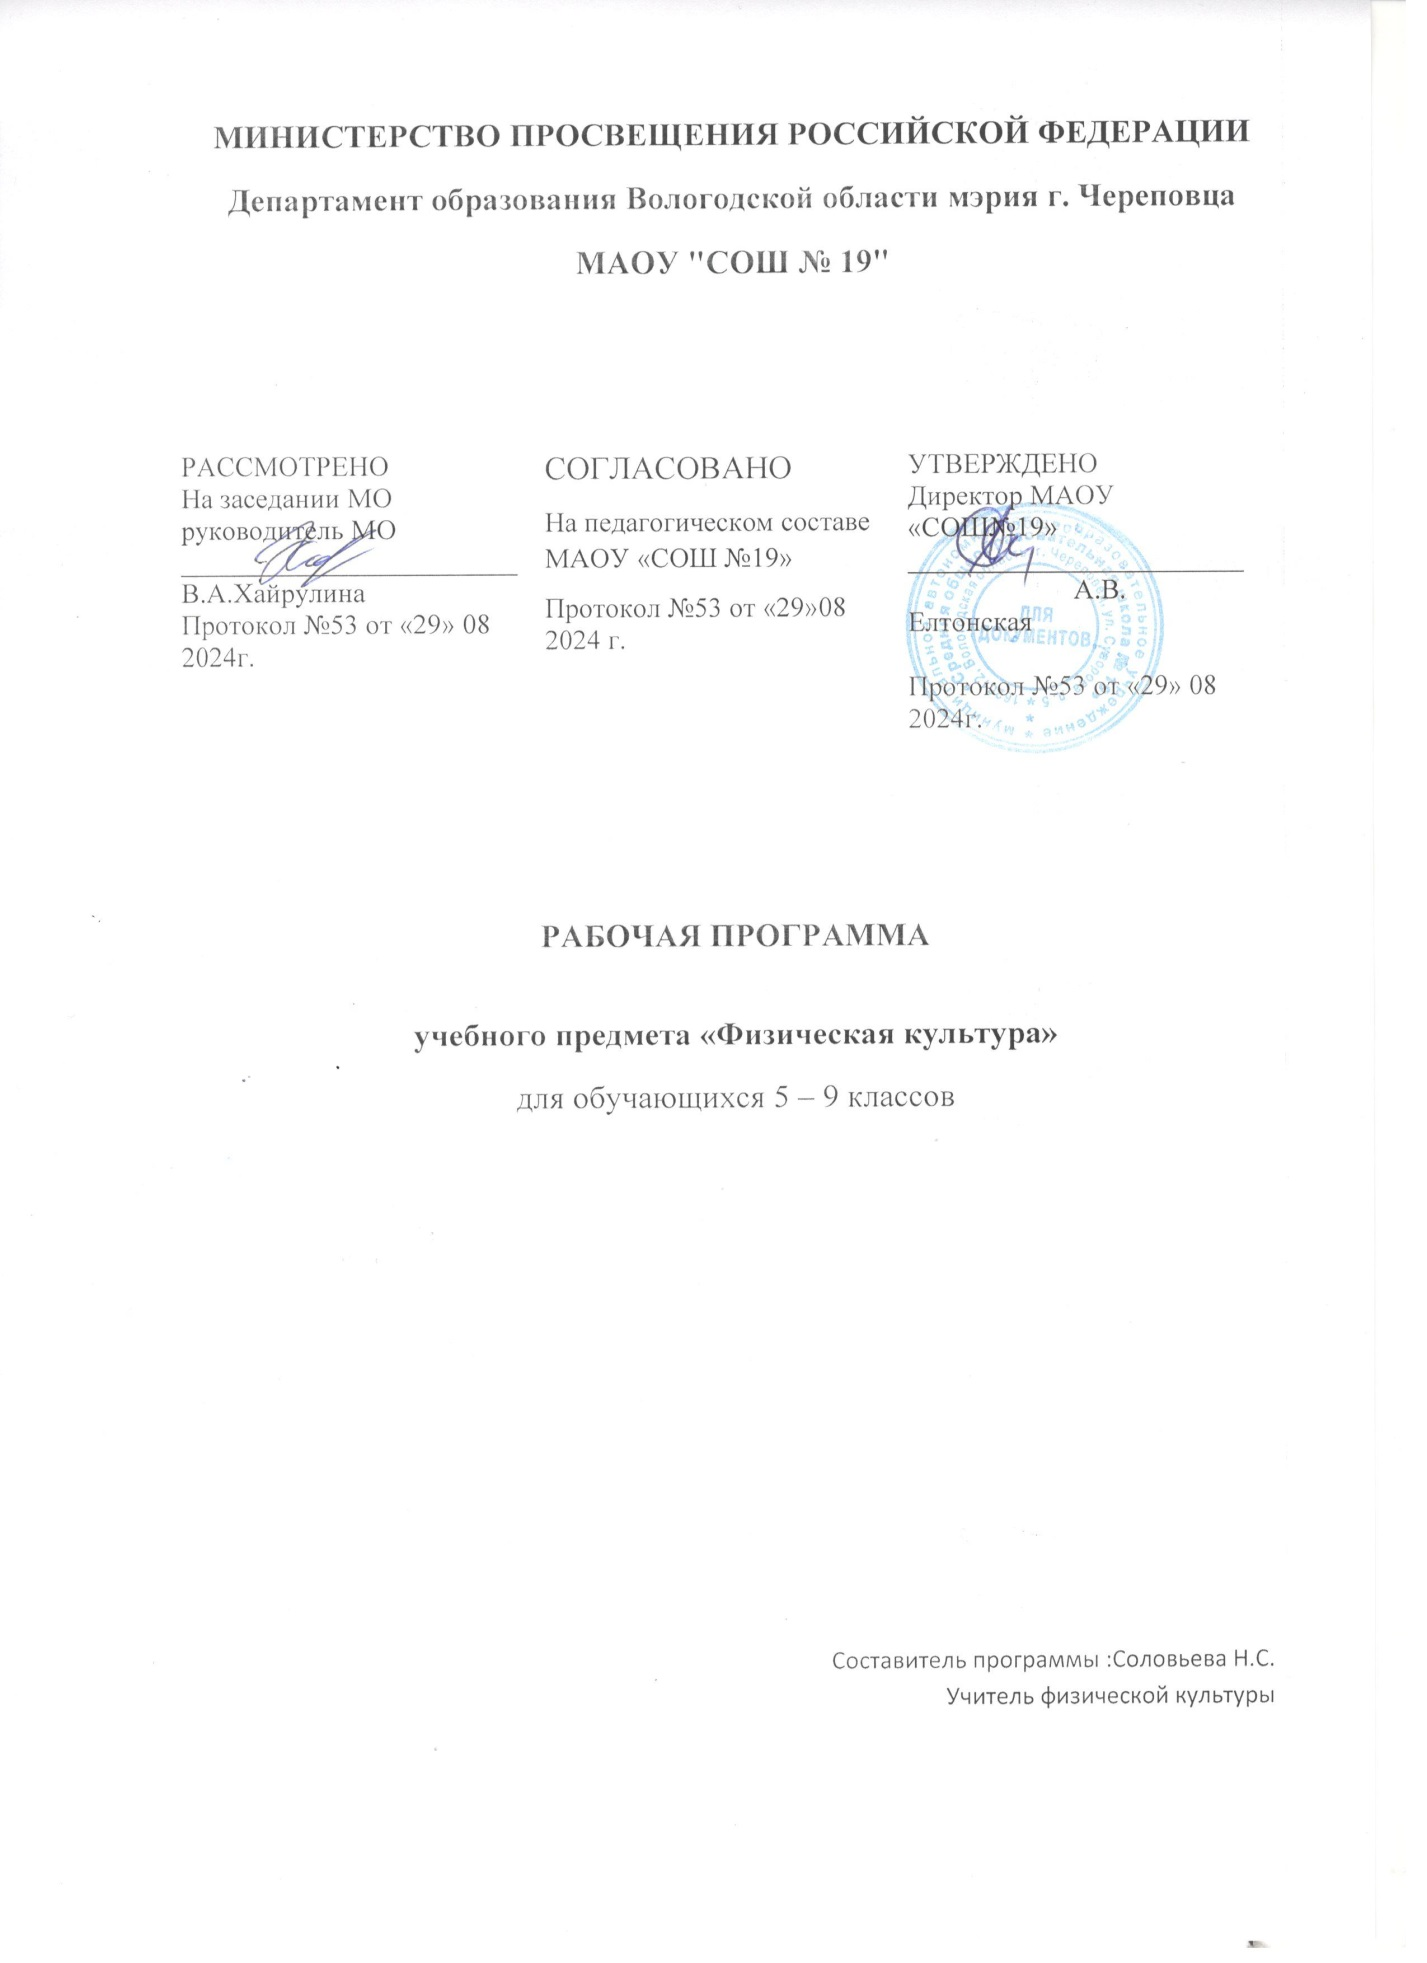 МИНИСТЕРСТВО ПРОСВЕЩЕНИЯ РОССИЙСКОЙ ФЕДЕРАЦИИ
Департамент образования Вологодской области мэрия г. Череповца
МАОУ "СОШ № 19"
РАССМОТРЕНО
На заседании МО
руководитель МО
В.А.Хайрулина
Протокол №53 от «29» 08
2024г.
СОГЛАСОВАНО
На педагогическом составе
МАОУ «СОШ №19»
Протокол №53 от «29»08
2024 г.
УТВЕРЖДЕНО
Директор МАОУ
«СОШ№19»
А.В.
Елтонская
Протокол №53 от «29» 08
2024г.
ДЛЯ
ДОКУМЕНТОВ
РАБОЧАЯ ПРОГРАММА
учебного предмета «Физическая культура»
для обучающихся 5 – 9 классов
Составитель программы :Соловьева Н.С.
Учитель физической культуры